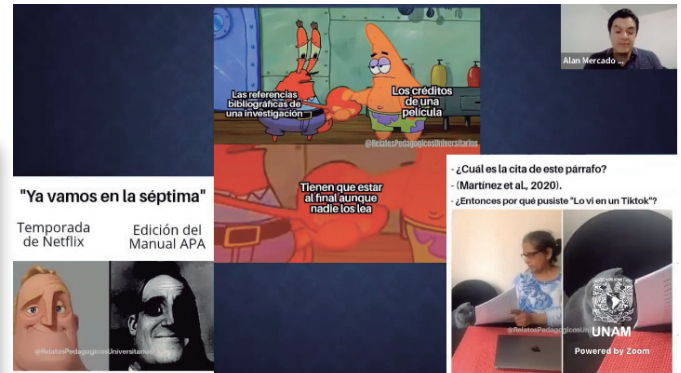 Alan Mercado
Las referencias
bibliográficas de
una investigación
Los créditos
de una
película
@RelatosPedagogicosUniversitarios
Tienen que estar
al final aunque
nadie los lea
"Ya vamos en la séptima"
Temporada
de Netflix
Edición del
Manual APA
@RelatosPedagogicosUniversitarios
- ¿Cuál es la cita de este párrafo?
- (Martínez et al., 2020).
- ¿Entonces por qué pusiste "Lo vi en un Tiktok"?
UNAM
Powered by Zoom